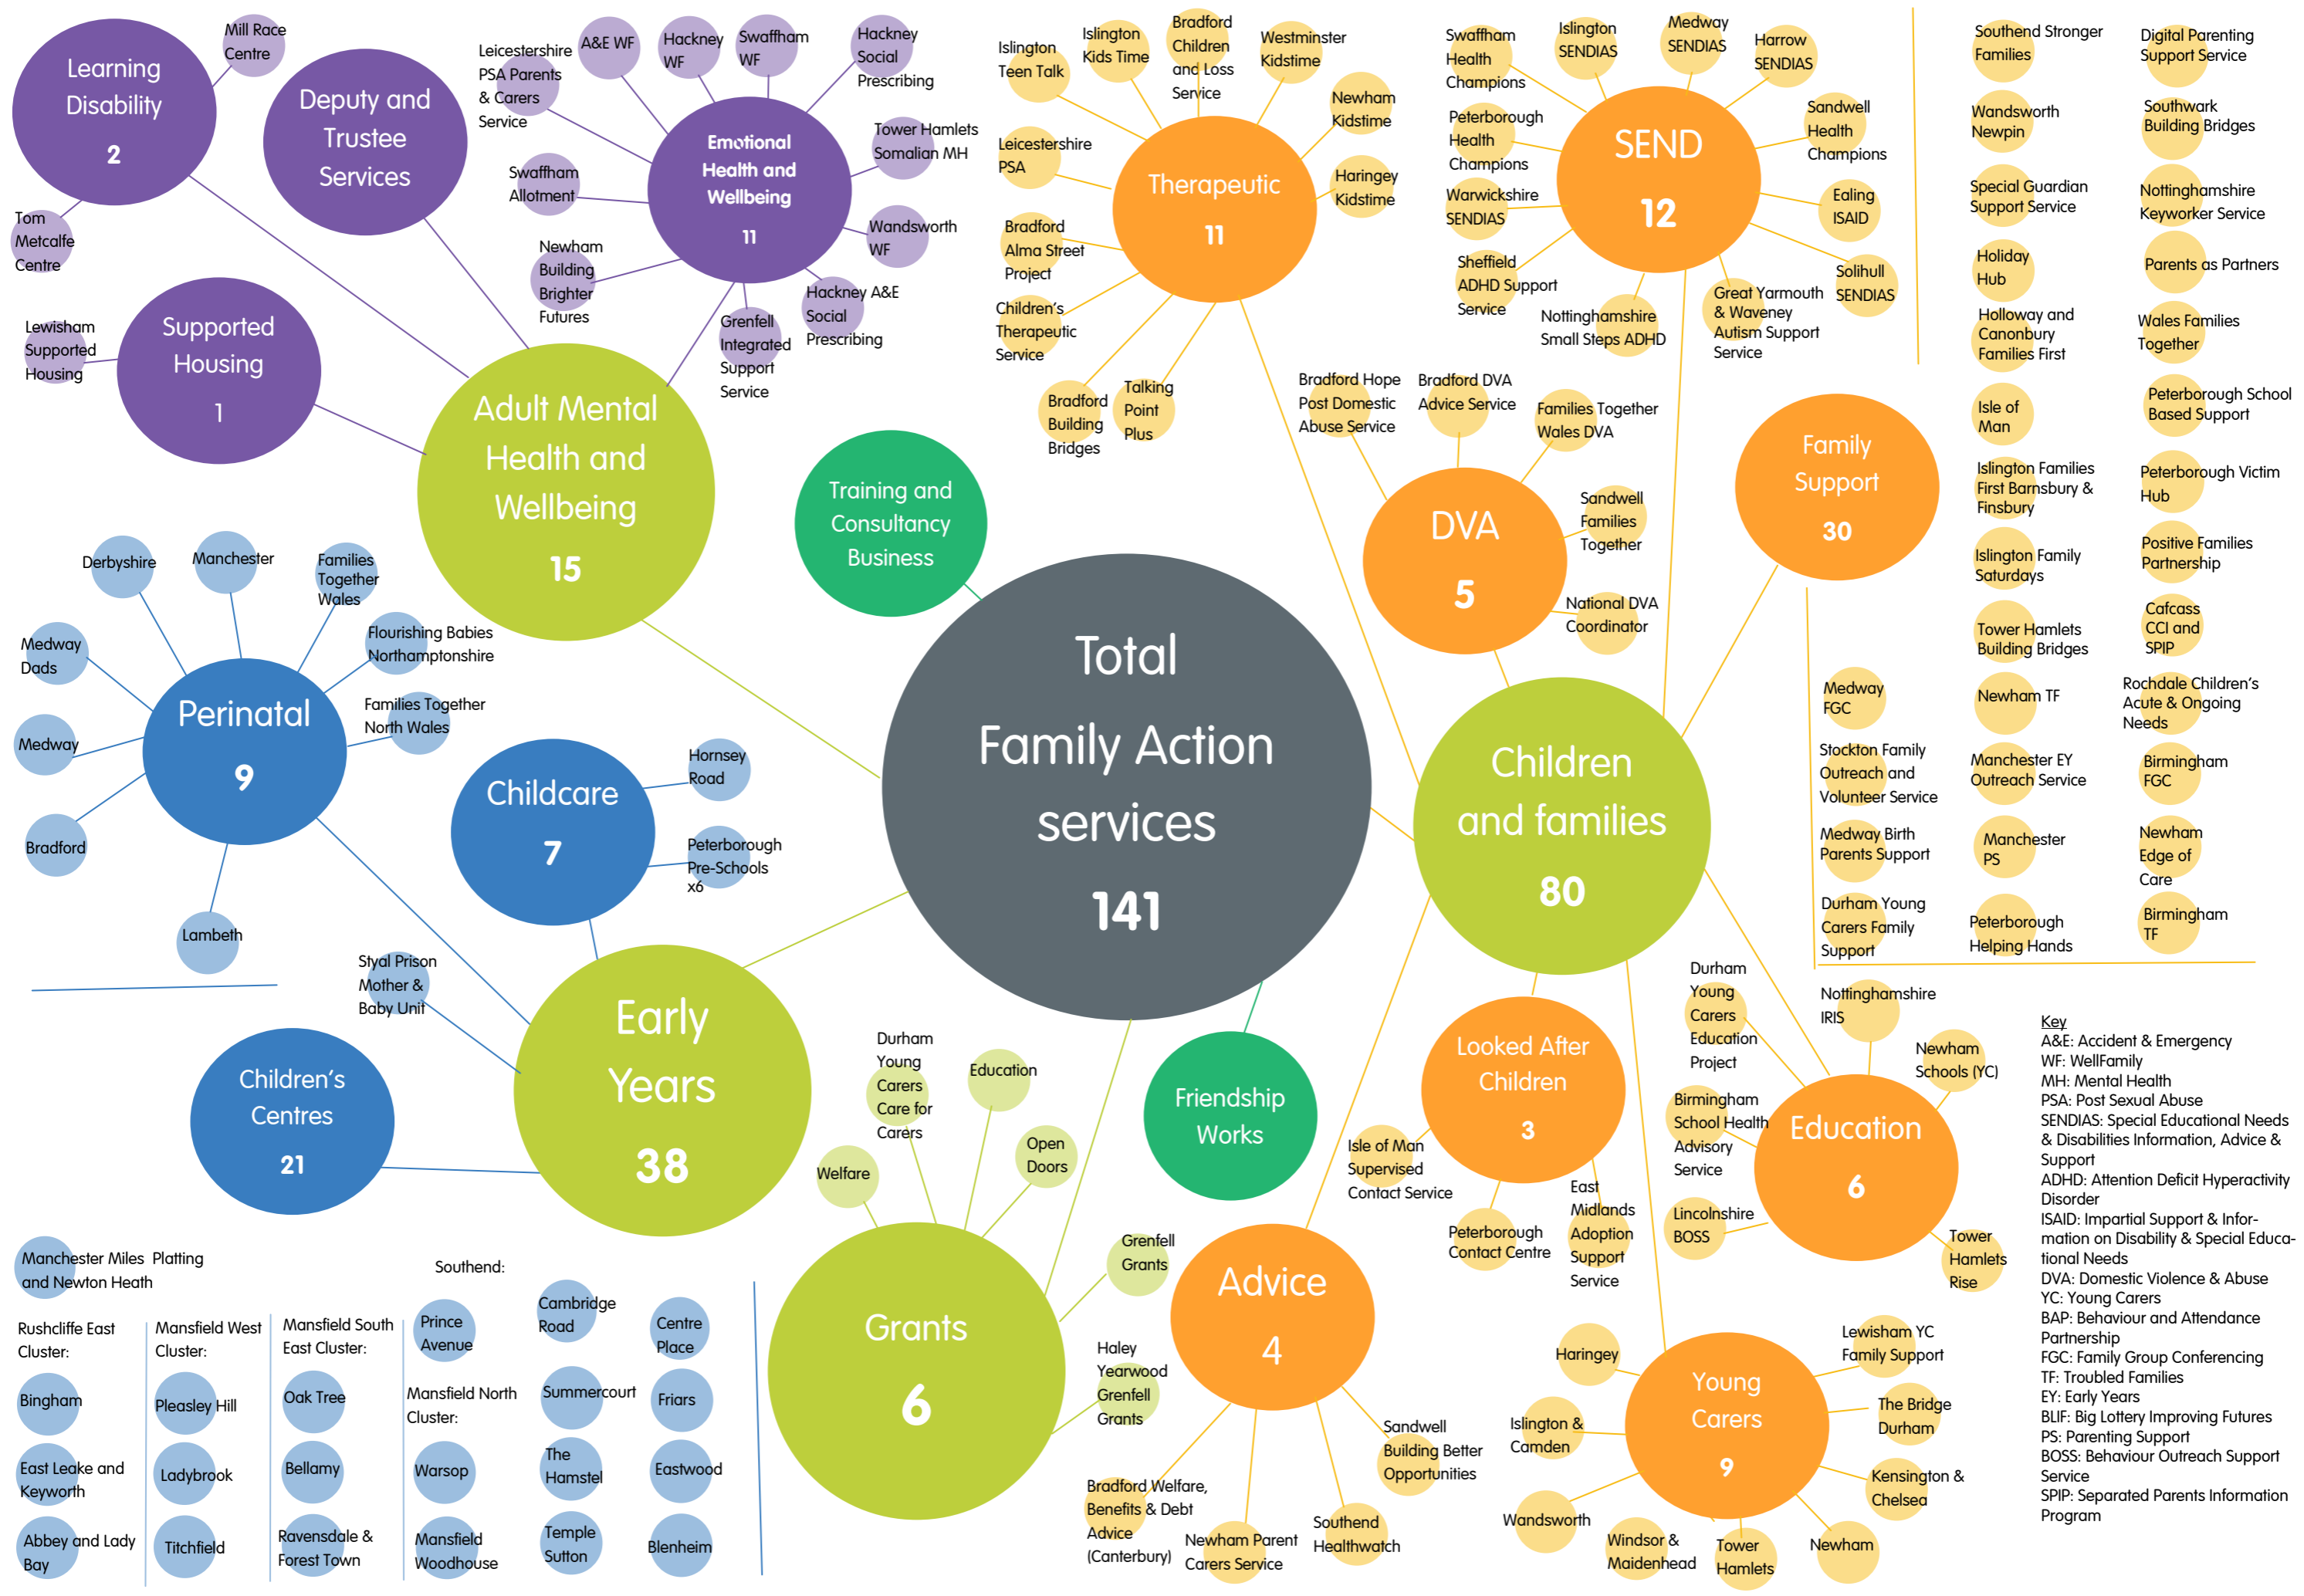 Learning
Disability
2
Mill Race
Centre
Tom
Metcalfe
Centre
Deputy and
Trustee
Services
Supported
Housing
1
Lewisham
Supported
Housing
Emotional
Health and
Wellbeing
11
Leicestershire
PSA Parents
& Carers
Service
A&E WF
Hackney
WF
Swaffham
WF
Hackney
Social
Prescribing
Tower Hamlets
Somalian MH
Wandsworth
WF
Hackney A&E
Social
Prescribing
Grenfell
Integrated
Support
Service
Newham
Building
Brighter
Futures
Swaffham
Allotment
Adult Mental
Health and
Wellbeing
15
Training and
Consultancy
Business
Total
Family Action
services
141
Therapeutic
11
Islington
Teen Talk
Islington
Kids Time
Bradford
Children
and Loss
Service
Westminster
Kidstime
Newham
Kidstime
Haringey
Kidstime
Leicestershire
PSA
Bradford
Alma Street
Project
Children's
Therapeutic
Service
Bradford
Building
Bridges
Talking
Point
Plus
SEND
12
Swaffham
Health
Champions
Islington
SENDIAS
Medway
SENDIAS
Harrow
SENDIAS
Sandwell
Health
Champions
Ealing
ISAID
Solihull
SENDIAS
Great Yarmouth
& Waveney
Autism Support
Service
Nottinghamshire
Small Steps ADHD
Sheffield
ADHD Support
Service
Warwickshire
SENDIAS
Peterborough
Health
Champions
DVA
5
Bradford Hope
Post Domestic
Abuse Service
Bradford DVA
Advice Service
Families Together
Wales DVA
Sandwell
Families
Together
National DVA
Coordinator
Family
Support
30
Southend Stronger
Families
Wandsworth
Newpin
Special Guardian
Support Service
Holiday
Hub
Holloway and
Canonbury
Families First
Isle of
Man
Islington Families
First Barnsbury &
Finsbury
Islington Family
Saturdays
Tower Hamlets
Building Bridges
Newham TF
Manchester EY
Outreach Service
Manchester
PS
Peterborough
Helping Hands
Digital Parenting
Support Service
Southwark
Building Bridges
Nottinghamshire
Keyworker Service
Parents as Partners
Wales Families
Together
Peterborough School
Based Support
Peterborough Victim
Hub
Positive Families
Partnership
Cafcass
CCI and
SPIP
Rochdale Children's
Acute & Ongoing
Needs
Birmingham
FGC
Newham
Edge of
Care
Birmingham
TF
Medway
FGC
Stockton Family
Outreach and
Volunteer Service
Medway Birth
Parents Support
Durham Young
Carers Family
Support
Children
and families
80
Perinatal
9
Derbyshire
Manchester
Families
Together
Wales
Flourishing Babies
Northamptonshire
Families Together
North Wales
Medway
Dads
Medway
Bradford
Lambeth
Childcare
7
Hornsey
Road
Peterborough
Pre-Schools
x6
Early
Years
38
Styal Prison
Mother &
Baby Unit
Children's
Centres
21
Manchester Miles Platting
and Newton Heath
Rushcliffe East
Cluster:
Bingham
East Leake and
Keyworth
Abbey and Lady
Bay
Mansfield West
Cluster:
Pleasley Hill
Ladybrook
Titchfield
Mansfield South
East Cluster:
Oak Tree
Bellamy
Ravensdale &
Forest Town
Southend:
Prince
Avenue
Mansfield North
Cluster:
Warsop
Mansfield
Woodhouse
Cambridge
Road
Summercourt
The
Hamstel
Temple
Sutton
Centre
Place
Friars
Eastwood
Blenheim
Grants
6
Welfare
Durham
Young
Carers
Care for
Carers
Education
Open
Doors
Grenfell
Grants
Haley
Yearwood
Grenfell
Grants
Friendship
Works
Advice
4
Bradford Welfare,
Benefits & Debt
Advice
(Canterbury)
Newham Parent
Carers Service
Southend
Healthwatch
Sandwell
Building Better
Opportunities
Looked After
Children
3
Isle of Man
Supervised
Contact Service
Peterborough
Contact Centre
East
Midlands
Adoption
Support
Service
Education
6
Durham
Young
Carers
Education
Project
Nottinghamshire
IRIS
Newham
Schools (YC)
Birmingham
School Health
Advisory
Service
Lincolnshire
BOSS
Tower
Hamlets
Rise
Young
Carers
9
Haringey
Lewisham YC
Family Support
The Bridge
Durham
Kensington &
Chelsea
Newham
Tower
Hamlets
Windsor &
Maidenhead
Wandsworth
Islington &
Camden
Key
A&E: Accident & Emergency
WF: WellFamily
MH: Mental Health
PSA: Post Sexual Abuse
SENDIAS: Special Educational Needs
& Disabilities Information, Advice &
Support
ADHD: Attention Deficit Hyperactivity
Disorder
ISAID: Impartial Support & Infor-
mation on Disability & Special Educa-
tional Needs
DVA: Domestic Violence & Abuse
YC: Young Carers
BAP: Behaviour and Attendance
Partnership
FGC: Family Group Conferencing
TF: Troubled Families
EY: Early Years
BLIF: Big Lottery Improving Futures
PS: Parenting Support
BOSS: Behaviour Outreach Support
Service
SPIP: Separated Parents Information
Program